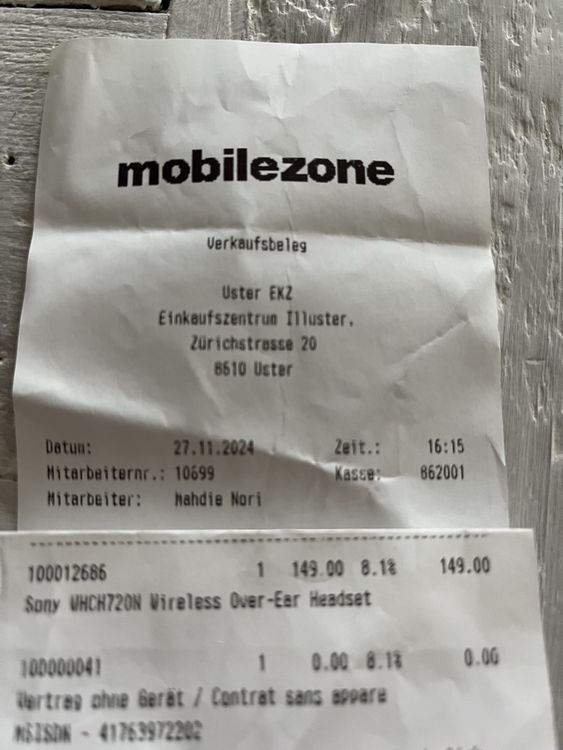 mobilezone
Verkaufsbeleg
Uster EKZ
Einkaufszentrum Illuster.
Zürichstrasse 20
8610 Uster
Datum: 27.11.2024 Zeit.: 16:15
Mitarbeiternr.: 10699 Kasse: 862001
Mitarbeiter: Mahdie Nori
100012686 1 149.00 8.1% 149.00
Sony WHCH720N Wireless Over-Ear Headset
100000041 1 0.00 8.1% 0.00
Vertrag ohne Gerät / Contrat sans appare
MSISDN - 41763972202